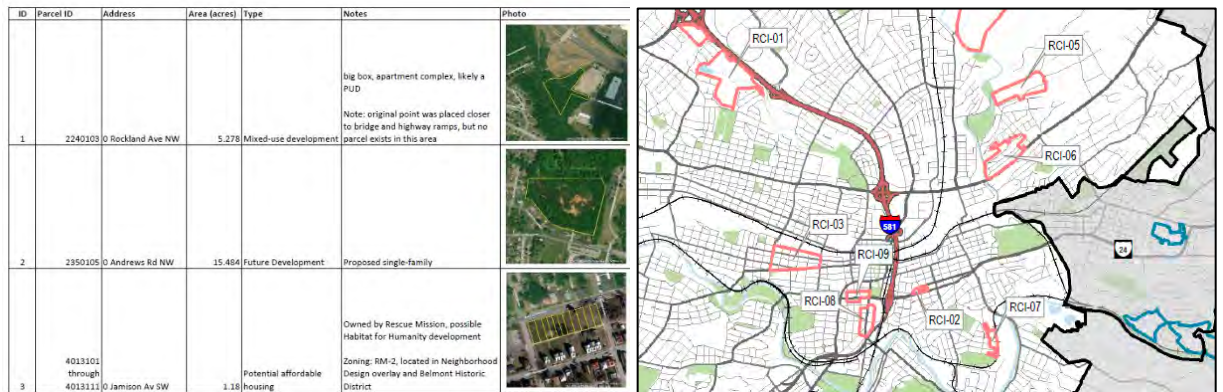 ID Parcel ID Address Area (acres) Type Notes Photo
big box, apartment complex, likely a
PUD
Note: original point was placed closer
to bridge and highway ramps, but no
1 2240103 0 Rockland Ave NW 5.278 Mixed-use development parcel exists in this area
2 2350105 0 Andrews Rd NW 15.484 Future Development Proposed single-family
Owned by Rescue Mission, possible
Habitat for Humanity development
4013101 Zoning: RM-2, located in Neighborhood
through Potential affordable Design overlay and Belmont Historic
3 4013111 0 Jamison Av SW 1.18 housing District
RCI-01
RCI-05
RCI-06
RCI-03
581
24
RCI-09
RCI-08
RCI-02
RCI-07